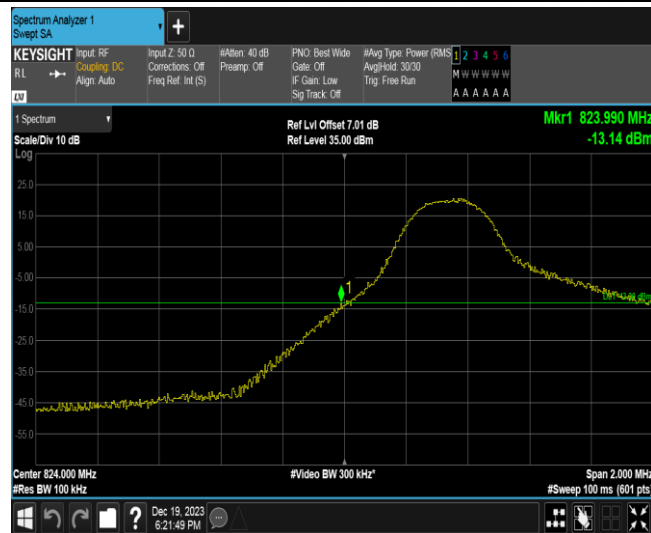 Spectrum Analyzer 1
Swept SA
+
KEYSIGHT
RL
LXI
Input: RF
Coupling: DC
Align: Auto
Input Z: 50 Ω
Corrections: Off
Freq Ref: Int (S)
#Atten: 40 dB
Preamp: Off
PNO: Best Wide
Gate: Off
IF Gain: Low
Sig Track: Off
#Avg Type: Power (RMS
Avg|Hold: 30/30
Trig: Free Run
1 2 3 4 5 6
M W W W W W
A A A A A A
1 Spectrum
Scale/Div 10 dB
Log
Ref Lvl Offset 7.01 dB
Ref Level 35.00 dBm
Mkr1 823.990 MHz
-13.14 dBm
25.0
15.0
5.00
-5.00
-15.0
-25.0
-35.0
-45.0
-55.0
1
Center 824.000 MHz
#Res BW 100 kHz
#Video BW 300 kHz*
Span 2.000 MHz
#Sweep 100 ms (601 pts)
?
Dec 19, 2023
6:21:49 PM